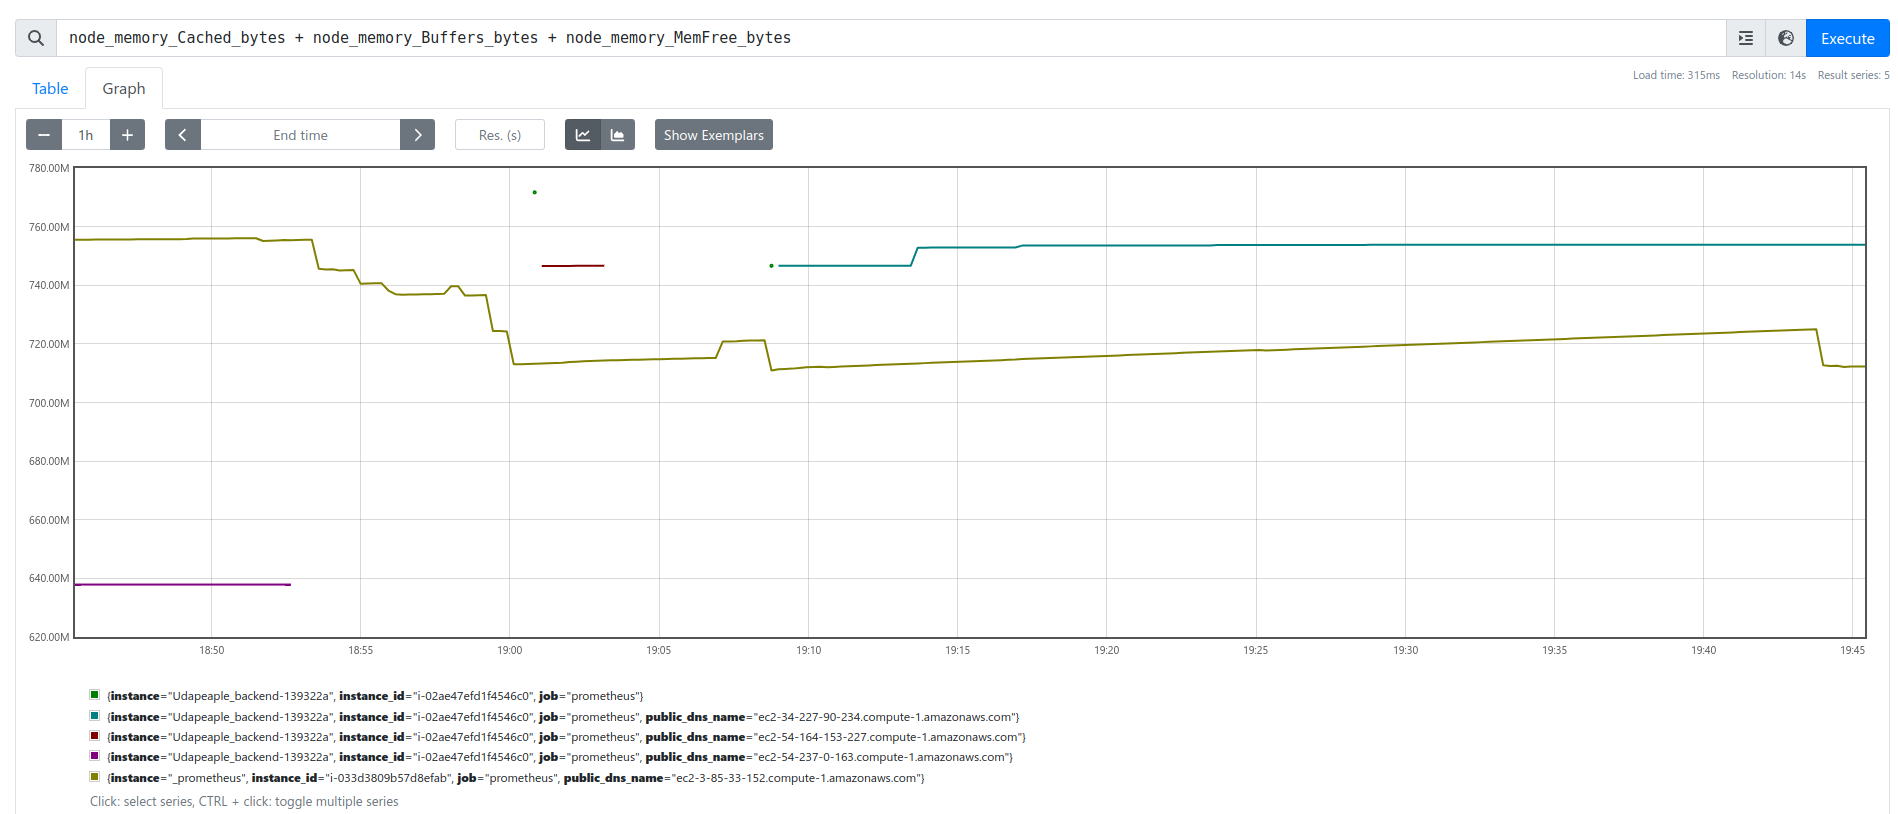 node_memory_Cached_bytes + node_memory_Buffers_bytes + node_memory_MemFree_bytes
Execute
Table
Graph
Load time: 315ms Resolution: 14s Result series: 5
− 1h + End time Res. (s) Show Exemplars
780.00M
760.00M
740.00M
720.00M
700.00M
680.00M
660.00M
640.00M
620.00M
18:50 18:55 19:00 19:05 19:10 19:15 19:20 19:25 19:30 19:35 19:40 19:45
{instance="Udapeaple_backend-139322a", instance_id="i-02ae47efd1f4546c0", job="prometheus"}
{instance="Udapeaple_backend-139322a", instance_id="i-02ae47efd1f4546c0", job="prometheus", public_dns_name="ec2-34-227-90-234.compute-1.amazonaws.com"}
{instance="Udapeaple_backend-139322a", instance_id="i-02ae47efd1f4546c0", job="prometheus", public_dns_name="ec2-54-164-153-227.compute-1.amazonaws.com"}
{instance="Udapeaple_backend-139322a", instance_id="i-02ae47efd1f4546c0", job="prometheus", public_dns_name="ec2-54-237-0-163.compute-1.amazonaws.com"}
{instance="_prometheus", instance_id="i-033d3809b57d8efab", job="prometheus", public_dns_name="ec2-3-85-33-152.compute-1.amazonaws.com"}
Click: select series, CTRL + click: toggle multiple series